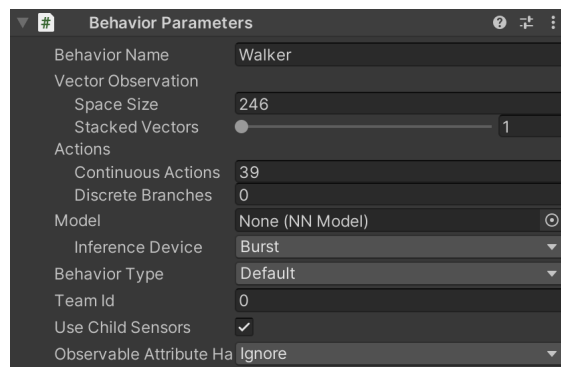 # Behavior Parameters
Behavior Name Walker
Vector Observation
Space Size 246
Stacked Vectors 1
Actions
Continuous Actions 39
Discrete Branches 0
Model None (NN Model)
Inference Device Burst
Behavior Type Default
Team Id 0
Use Child Sensors
Observable Attribute Ha Ignore